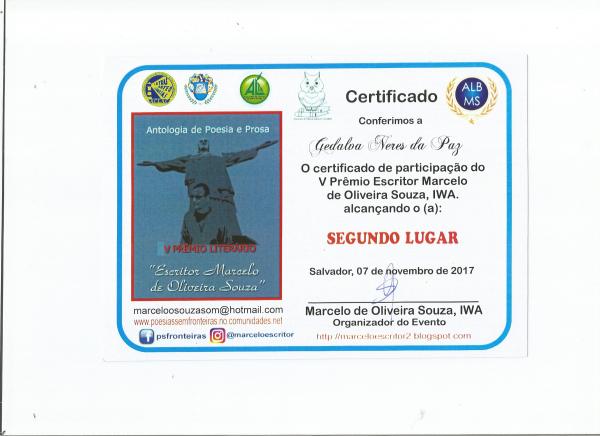 Certificado
ALB
MS
Conferimos a
Gedalva Neres da Paz
O certificado de participação do
V Prêmio Escritor Marcelo
de Oliveira Souza, IWA.
alcançando o (a):
SEGUNDO LUGAR
Salvador, 07 de novembro de 2017
Marcelo de Oliveira Souza, IWA
Organizador do Evento
http://marceloescritor2.blogspot.com
Antologia de Poesia e Prosa
V PRÊMIO LITERÁRIO
"Escritor Marcelo
de Oliveira Souza"
marceloosouzasom@hotmail.com
www.poesiassemfronteiras.no.comunidades.net
psfronteiras
@marceloescritor